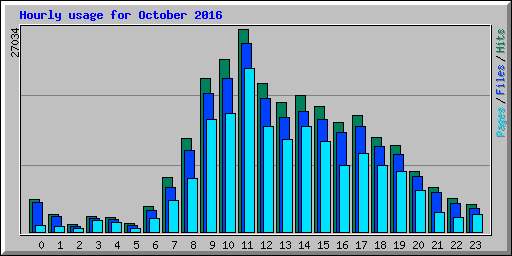 Hourly usage for October 2016
27034
Pages / Files / Hits
0 1 2 3 4 5 6 7 8 9 10 11 12 13 14 15 16 17 18 19 20 21 22 23